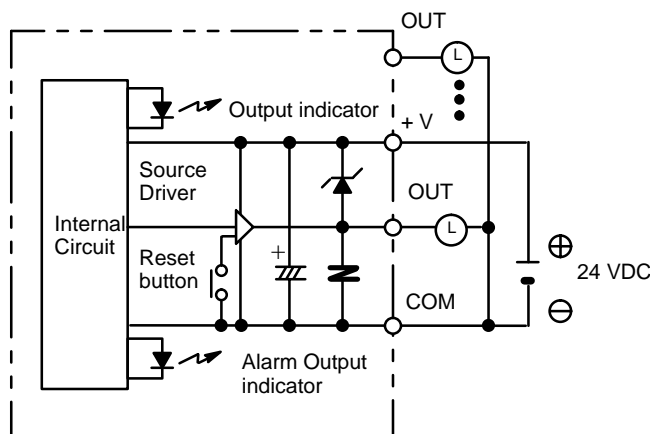 OUT
L
Output indicator
+ V
Source
Driver
OUT
Internal
Circuit
L
Reset
button
+
COM
+
24 VDC
−
Alarm Output
indicator